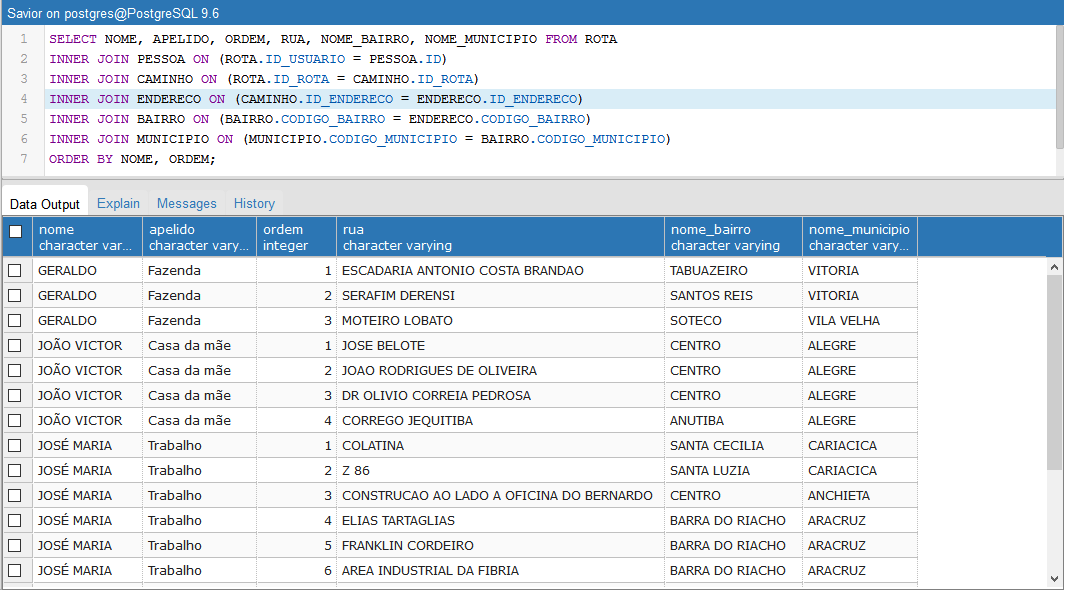 Savior on postgres@PostgreSQL 9.6
1 SELECT NOME, APELIDO, ORDEM, RUA, NOME_BAIRRO, NOME_MUNICIPIO FROM ROTA
2 INNER JOIN PESSOA ON (ROTA.ID_USUARIO = PESSOA.ID)
3 INNER JOIN CAMINHO ON (ROTA.ID_ROTA = CAMINHO.ID_ROTA)
4 INNER JOIN ENDERECO ON (CAMINHO.ID_ENDERECO = ENDERECO.ID_ENDERECO)
5 INNER JOIN BAIRRO ON (BAIRRO.CODIGO_BAIRRO = ENDERECO.CODIGO_BAIRRO)
6 INNER JOIN MUNICIPIO ON (MUNICIPIO.CODIGO_MUNICIPIO = BAIRRO.CODIGO_MUNICIPIO)
7 ORDER BY NOME, ORDEM;
Data Output Explain Messages History
nome apelido ordem rua nome_bairro nome_municipio
character var... character vary... integer character varying character varying character vary...
GERALDO Fazenda 1 ESCADARIA ANTONIO COSTA BRANDAO TABUAZEIRO VITORIA
GERALDO Fazenda 2 SERAFIM DERENSI SANTOS REIS VITORIA
GERALDO Fazenda 3 MOTEIRO LOBATO SOTECO VILA VELHA
JOÃO VICTOR Casa da mãe 1 JOSE BELOTE CENTRO ALEGRE
JOÃO VICTOR Casa da mãe 2 JOAO RODRIGUES DE OLIVEIRA CENTRO ALEGRE
JOÃO VICTOR Casa da mãe 3 DR OLIVIO CORREIA PEDROSA CENTRO ALEGRE
JOÃO VICTOR Casa da mãe 4 CORREGO JEQUITIBA ANUTIBA ALEGRE
JOSÉ MARIA Trabalho 1 COLATINA SANTA CECILIA CARIACICA
JOSÉ MARIA Trabalho 2 Z 86 SANTA LUZIA CARIACICA
JOSÉ MARIA Trabalho 3 CONSTRUCAO AO LADO A OFICINA DO BERNARDO CENTRO ANCHIETA
JOSÉ MARIA Trabalho 4 ELIAS TARTAGLIAS BARRA DO RIACHO ARACRUZ
JOSÉ MARIA Trabalho 5 FRANKLIN CORDEIRO BARRA DO RIACHO ARACRUZ
JOSÉ MARIA Trabalho 6 AREA INDUSTRIAL DA FIBRIA BARRA DO RIACHO ARACRUZ